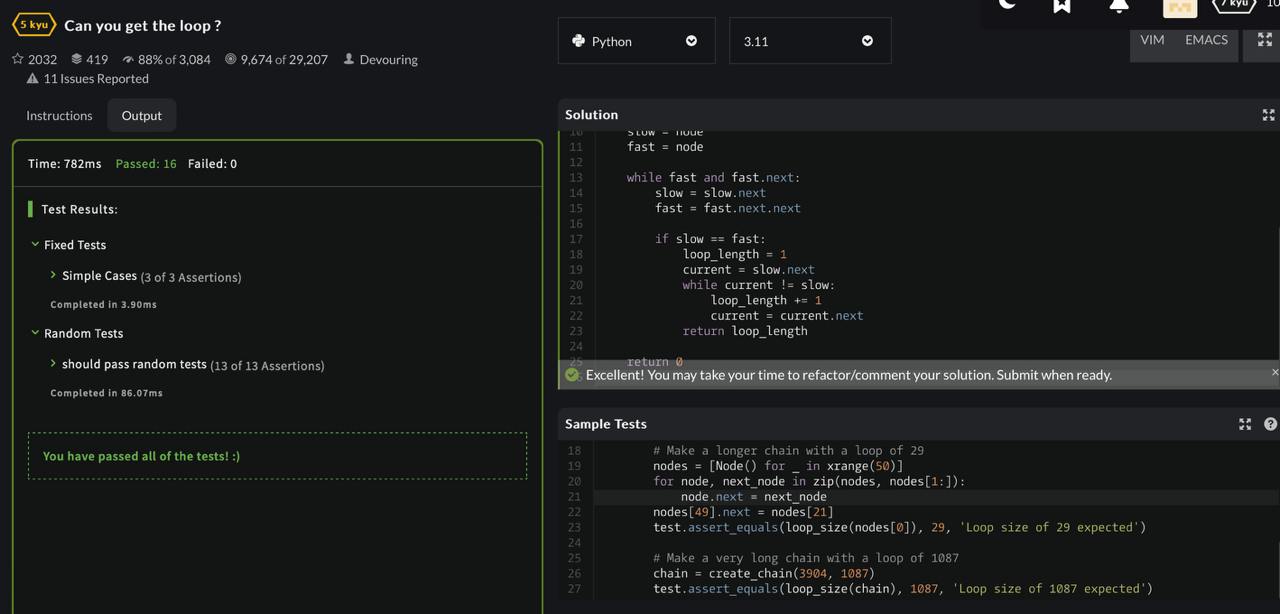 5 kyu Can you get the loop ?
2032 419 88% of 3,084 9,674 of 29,207 Devouring
11 Issues Reported
Python
3.11
7 kyu 10
VIM EMACS
Instructions Output
Time: 782ms Passed: 16 Failed: 0
Test Results:
Fixed Tests
Simple Cases (3 of 3 Assertions)
Completed in 3.90ms
Random Tests
should pass random tests (13 of 13 Assertions)
Completed in 86.07ms
You have passed all of the tests! :)
Solution
10 slow = node
11 fast = node
12
13 while fast and fast.next:
14 slow = slow.next
15 fast = fast.next.next
16
17 if slow == fast:
18 loop_length = 1
19 current = slow.next
20 while current != slow:
21 loop_length += 1
22 current = current.next
23 return loop_length
24
25 return 0
Excellent! You may take your time to refactor/comment your solution. Submit when ready.
Sample Tests
18 # Make a longer chain with a loop of 29
19 nodes = [Node() for _ in xrange(50)]
20 for node, next_node in zip(nodes, nodes[1:]):
21 node.next = next_node
22 nodes[49].next = nodes[21]
23 test.assert_equals(loop_size(nodes[0]), 29, 'Loop size of 29 expected')
24
25 # Make a very long chain with a loop of 1087
26 chain = create_chain(3904, 1087)
27 test.assert_equals(loop_size(chain), 1087, 'Loop size of 1087 expected')